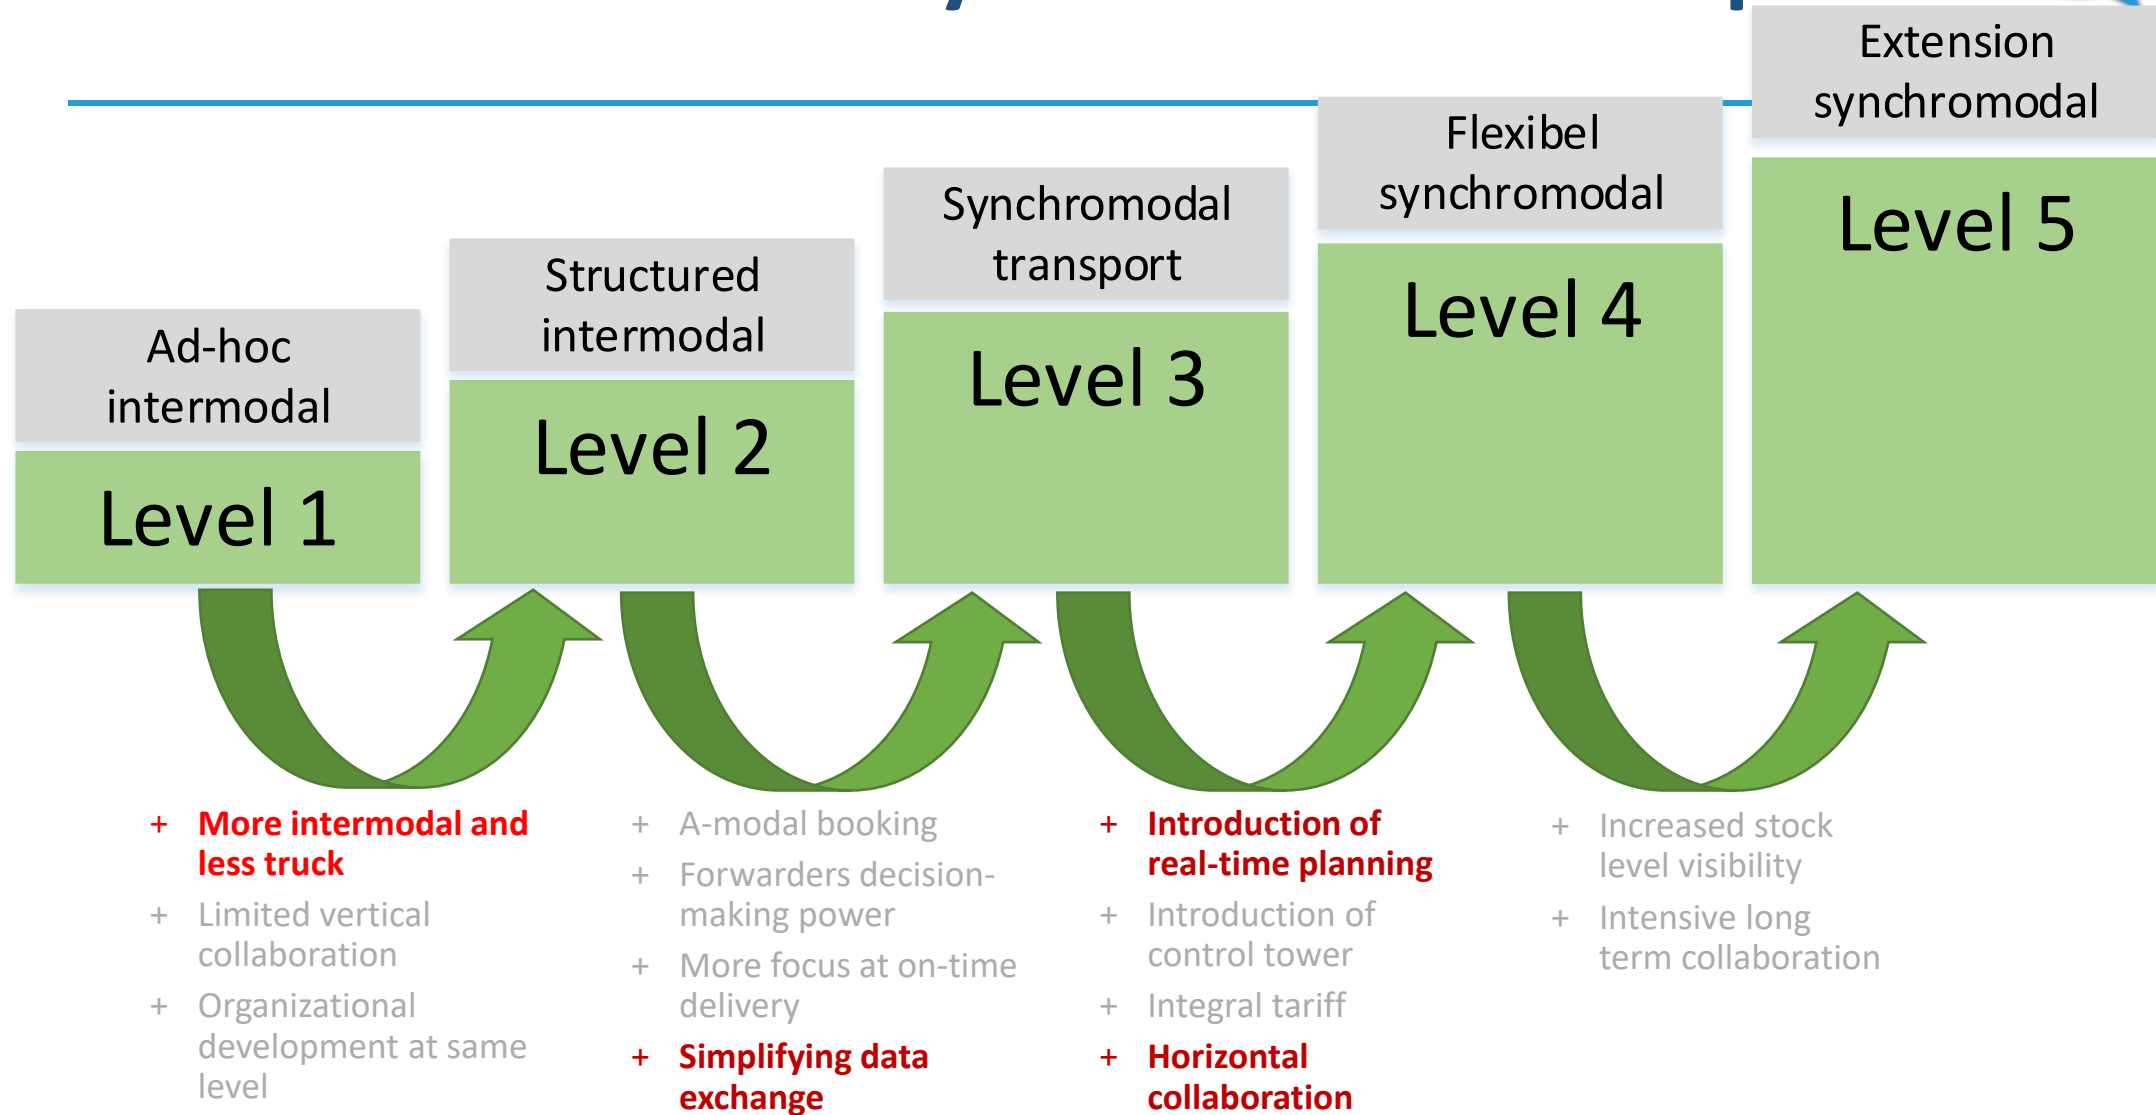 Ad-hoc
intermodal
Level 1
Structured
intermodal
Level 2
Synchromodal
transport
Level 3
Flexibel
synchromodal
Level 4
Extension
synchromodal
Level 5
+ More intermodal and
less truck
+ Limited vertical
collaboration
+ Organizational
development at same
level
+ A-modal booking
+ Forwarders decision-
making power
+ More focus at on-time
delivery
+ Simplifying data
exchange
+ Introduction of
real-time planning
+ Introduction of
control tower
+ Integral tariff
+ Horizontal
collaboration
+ Increased stock
level visibility
+ Intensive long
term collaboration